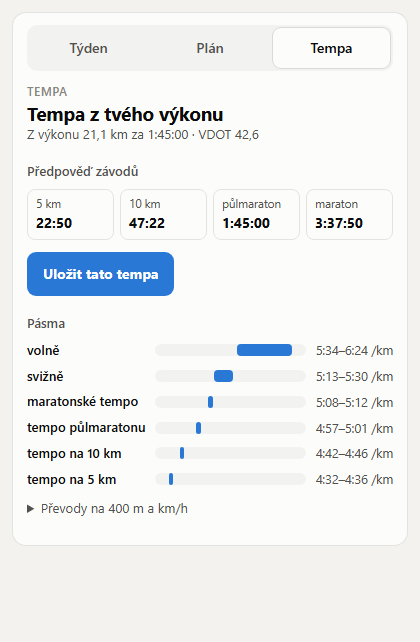 Týden Plán Tempa
TEMPA
Tempa z tvého výkonu
Z výkonu 21,1 km za 1:45:00 · VDOT 42,6
Předpověď závodů
5 km 10 km půlmaraton maraton
22:50 47:22 1:45:00 3:37:50
Uložit tato tempa
Pásma
volně 5:34–6:24 /km
svižně 5:13–5:30 /km
maratonské tempo 5:08–5:12 /km
tempo půlmaratonu 4:57–5:01 /km
tempo na 10 km 4:42–4:46 /km
tempo na 5 km 4:32–4:36 /km
Převody na 400 m a km/h